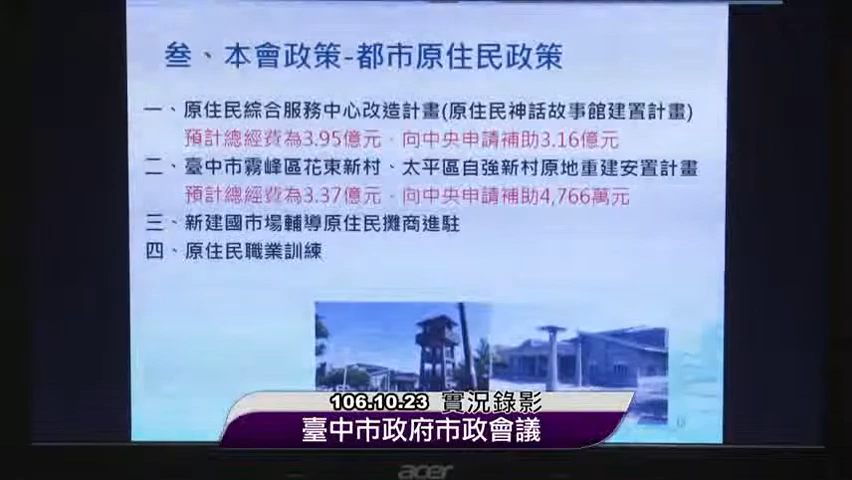 叁、本會政策-都市原住民政策
一、原住民綜合服務中心改造計畫(原住民神話故事館建置計畫)
預計總經費為3.95億元、向中央申請補助3.16億元
二、臺中市霧峰區花東新村、太平區自強新村原地重建安置計畫
預計總經費為3.37億元、向中央申請補助4,766萬元
三、新建國市場輔導原住民攤商進駐
四、原住民職業訓練
106.10.23 實況錄影
臺中市政府市政會議
acer